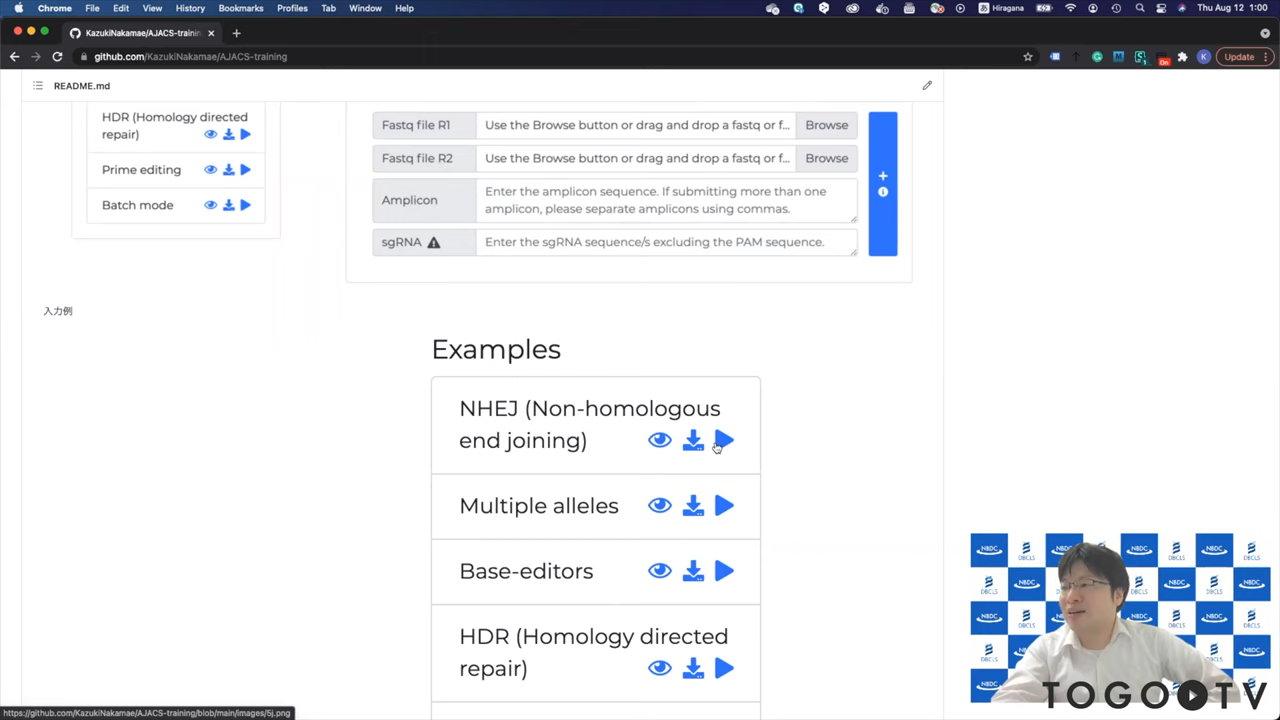 Chrome File Edit View History Bookmarks Profiles Tab Window Help
Hiragana
Thu Aug 12 1:00
KazukiNakamae/AJACS-trainin
github.com/KazukiNakamae/AJACS-training
On
K
Update
README.md
HDR (Homology directed
repair)
Prime editing
Batch mode
Fastq file R1
Use the Browse button or drag and drop a fastq or f...
Browse
Fastq file R2
Use the Browse button or drag and drop a fastq or f...
Browse
Amplicon
Enter the amplicon sequence. If submitting more than one
amplicon, please separate amplicons using commas.
sgRNA
Enter the sgRNA sequence/s excluding the PAM sequence.
入力例
Examples
NHEJ (Non-homologous
end joining)
Multiple alleles
Base-editors
HDR (Homology directed
repair)
NBDC
DBCLS
TOGO TV
https://github.com/KazukiNakamae/AJACS-training/blob/main/images/5j.png